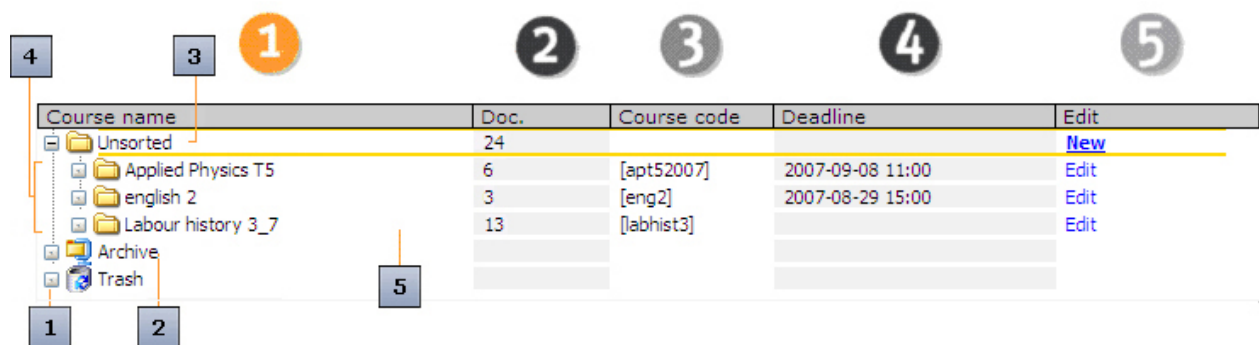 1 2 3 4 5
4 3
Course name Doc. Course code Deadline Edit
Unsorted 24 New
Applied Physics T5 6 [apt52007] 2007-09-08 11:00 Edit
english 2 3 [eng2] 2007-08-29 15:00 Edit
Labour history 3_7 13 [labhist3] Edit
Archive
Trash
5
1 2